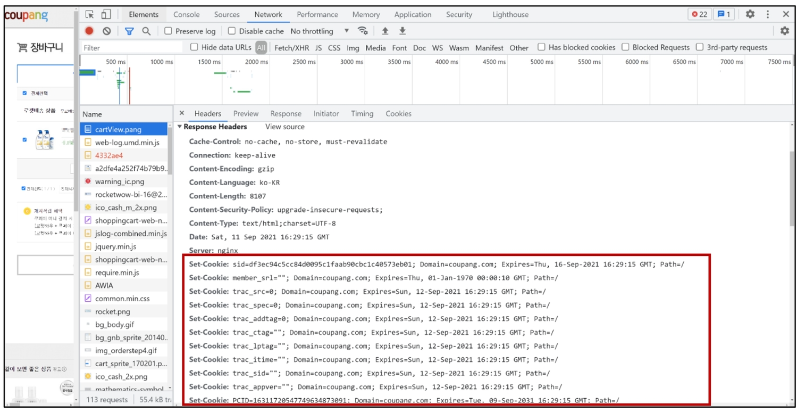 coupang
Elements Console Sources Network Performance Memory Application Security Lighthouse 22 1
Preserve log Disable cache No throttling
장바구니
Filter Hide data URLs All Fetch/XHR JS CSS Img Media Font Doc WS Wasm Manifest Other Has blocked cookies Blocked Requests 3rd-party requests
500 ms 1000 ms 1500 ms 2000 ms 2500 ms 3000 ms 3500 ms 4000 ms 4500 ms 5000 ms 5500 ms 6000 ms 6500 ms 7000 ms 7500 ms
전체선택
Name
× Headers Preview Response Initiator Timing Cookies
cartView.pang
web-log.umd.min.js
4332ae4
a2dfe4a252f74b79b9...
warning_ic.png
rocketwow-bi-16@2...
ico_cash_m_2x.png
shoppingcart-web-n...
jslog-combined.min.js
jquery.min.js
shoppingcart-web-n...
require.min.js
AWIA
common.min.css
rocket.png
bg_body.gif
bg_gnb_sprite_20140...
img_orderstep4.gif
cart_sprite_170201.p...
ico_cash_2x.png
mathematics-symbol
113 requests 55.4 kB tr
Response Headers View source
Cache-Control: no-cache, no-store, must-revalidate
Connection: keep-alive
Content-Encoding: gzip
Content-Language: ko-KR
Content-Length: 8107
Content-Security-Policy: upgrade-insecure-requests;
Content-Type: text/html;charset=UTF-8
Date: Sat, 11 Sep 2021 16:29:15 GMT
Server: nginx
Set-Cookie: sid=df3ec94c5cc84d0095c1faab90cbc1c40573eb01; Domain=coupang.com; Expires=Thu, 16-Sep-2021 16:29:15 GMT; Path=/
Set-Cookie: member_srl=""; Domain=coupang.com; Expires=Thu, 01-Jan-1970 00:00:10 GMT; Path=/
Set-Cookie: trac_src=0; Domain=coupang.com; Expires=Sun, 12-Sep-2021 16:29:15 GMT; Path=/
Set-Cookie: trac_spec=0; Domain=coupang.com; Expires=Sun, 12-Sep-2021 16:29:15 GMT; Path=/
Set-Cookie: trac_addtag=0; Domain=coupang.com; Expires=Sun, 12-Sep-2021 16:29:15 GMT; Path=/
Set-Cookie: trac_ctag=""; Domain=coupang.com; Expires=Sun, 12-Sep-2021 16:29:15 GMT; Path=/
Set-Cookie: trac_lptag=""; Domain=coupang.com; Expires=Sun, 12-Sep-2021 16:29:15 GMT; Path=/
Set-Cookie: trac_itime=""; Domain=coupang.com; Expires=Sun, 12-Sep-2021 16:29:15 GMT; Path=/
Set-Cookie: trac_sid=""; Domain=coupang.com; Expires=Sun, 12-Sep-2021 16:29:15 GMT; Path=/
Set-Cookie: trac_appver=""; Domain=coupang.com; Expires=Sun, 12-Sep-2021 16:29:15 GMT; Path=/
Set-Cookie: PCID=16311720547749634873091; Domain=coupang.com; Expires=Tue, 09-Sep-2031 16:29:15 GMT; Path=/